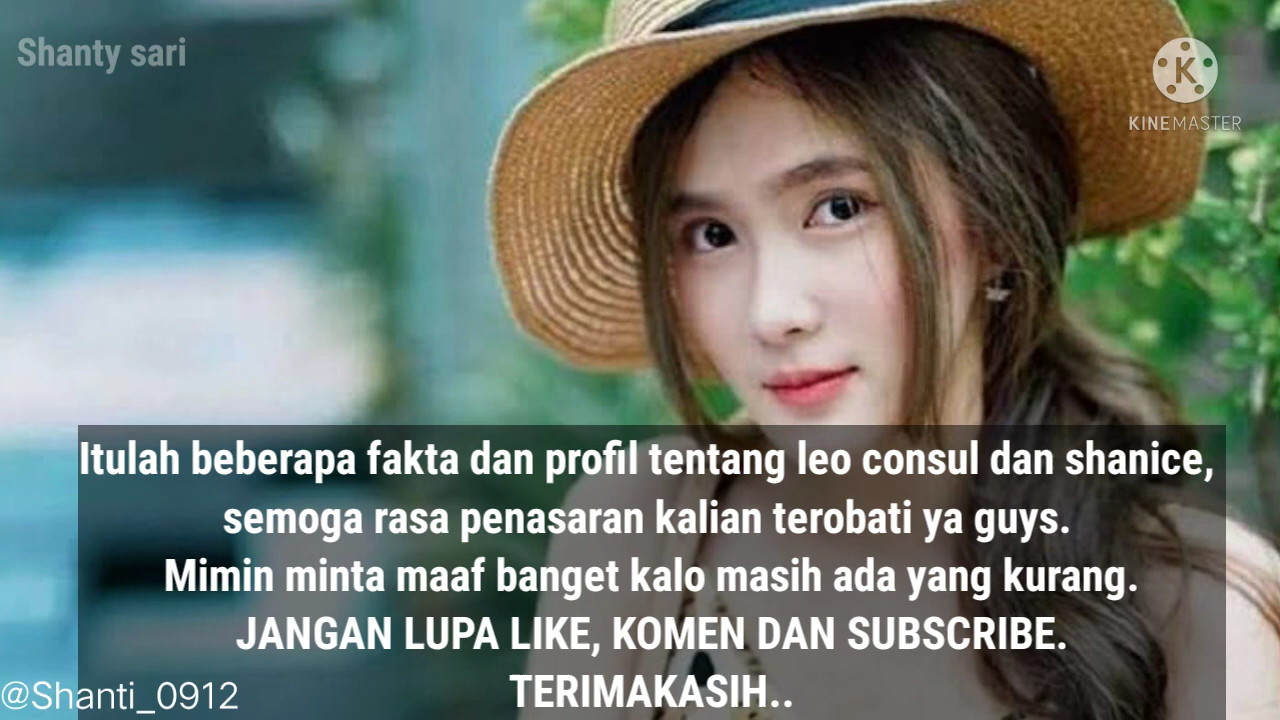 Shanty sari
KINEMASTER
Itulah beberapa fakta dan profil tentang leo consul dan shanice,
semoga rasa penasaran kalian terobati ya guys.
Mimin minta maaf banget kalo masih ada yang kurang.
JANGAN LUPA LIKE, KOMEN DAN SUBSCRIBE.
TERIMAKASIH..
@Shanti_0912